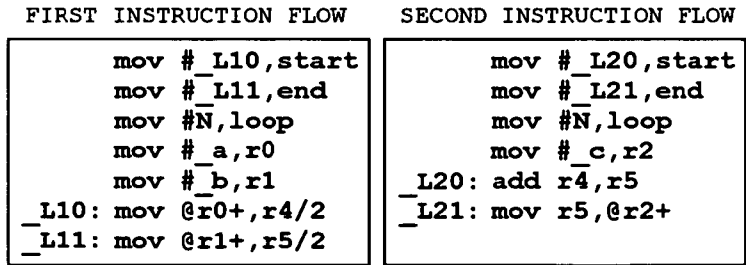 FIRST INSTRUCTION FLOW
mov #_L10,start
mov #_L11,end
mov #N,loop
mov #_a,r0
mov #_b,r1
_L10: mov @r0+,r4/2
_L11: mov @r1+,r5/2
SECOND INSTRUCTION FLOW
mov #_L20,start
mov #_L21,end
mov #N,loop
mov #_c,r2
_L20: add r4,r5
_L21: mov r5,@r2+